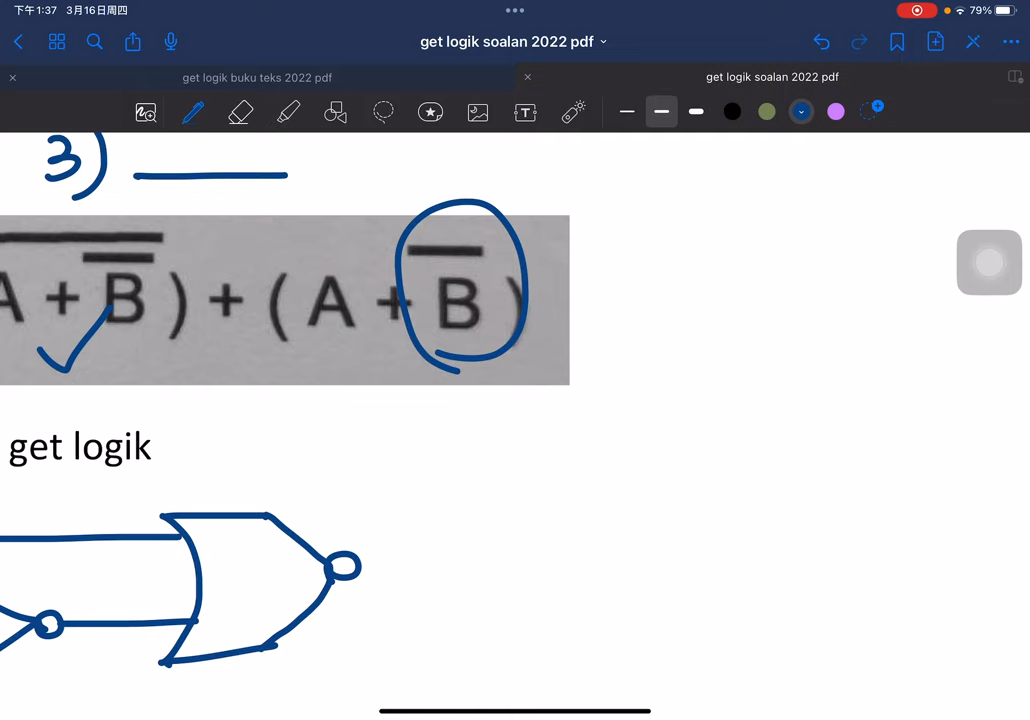 下午1:37 3月16日周四 79%
get logik soalan 2022 pdf
get logik buku teks 2022 pdf
get logik soalan 2022 pdf
3)
A + B̅ ) + ( A + B̅ )
get logik